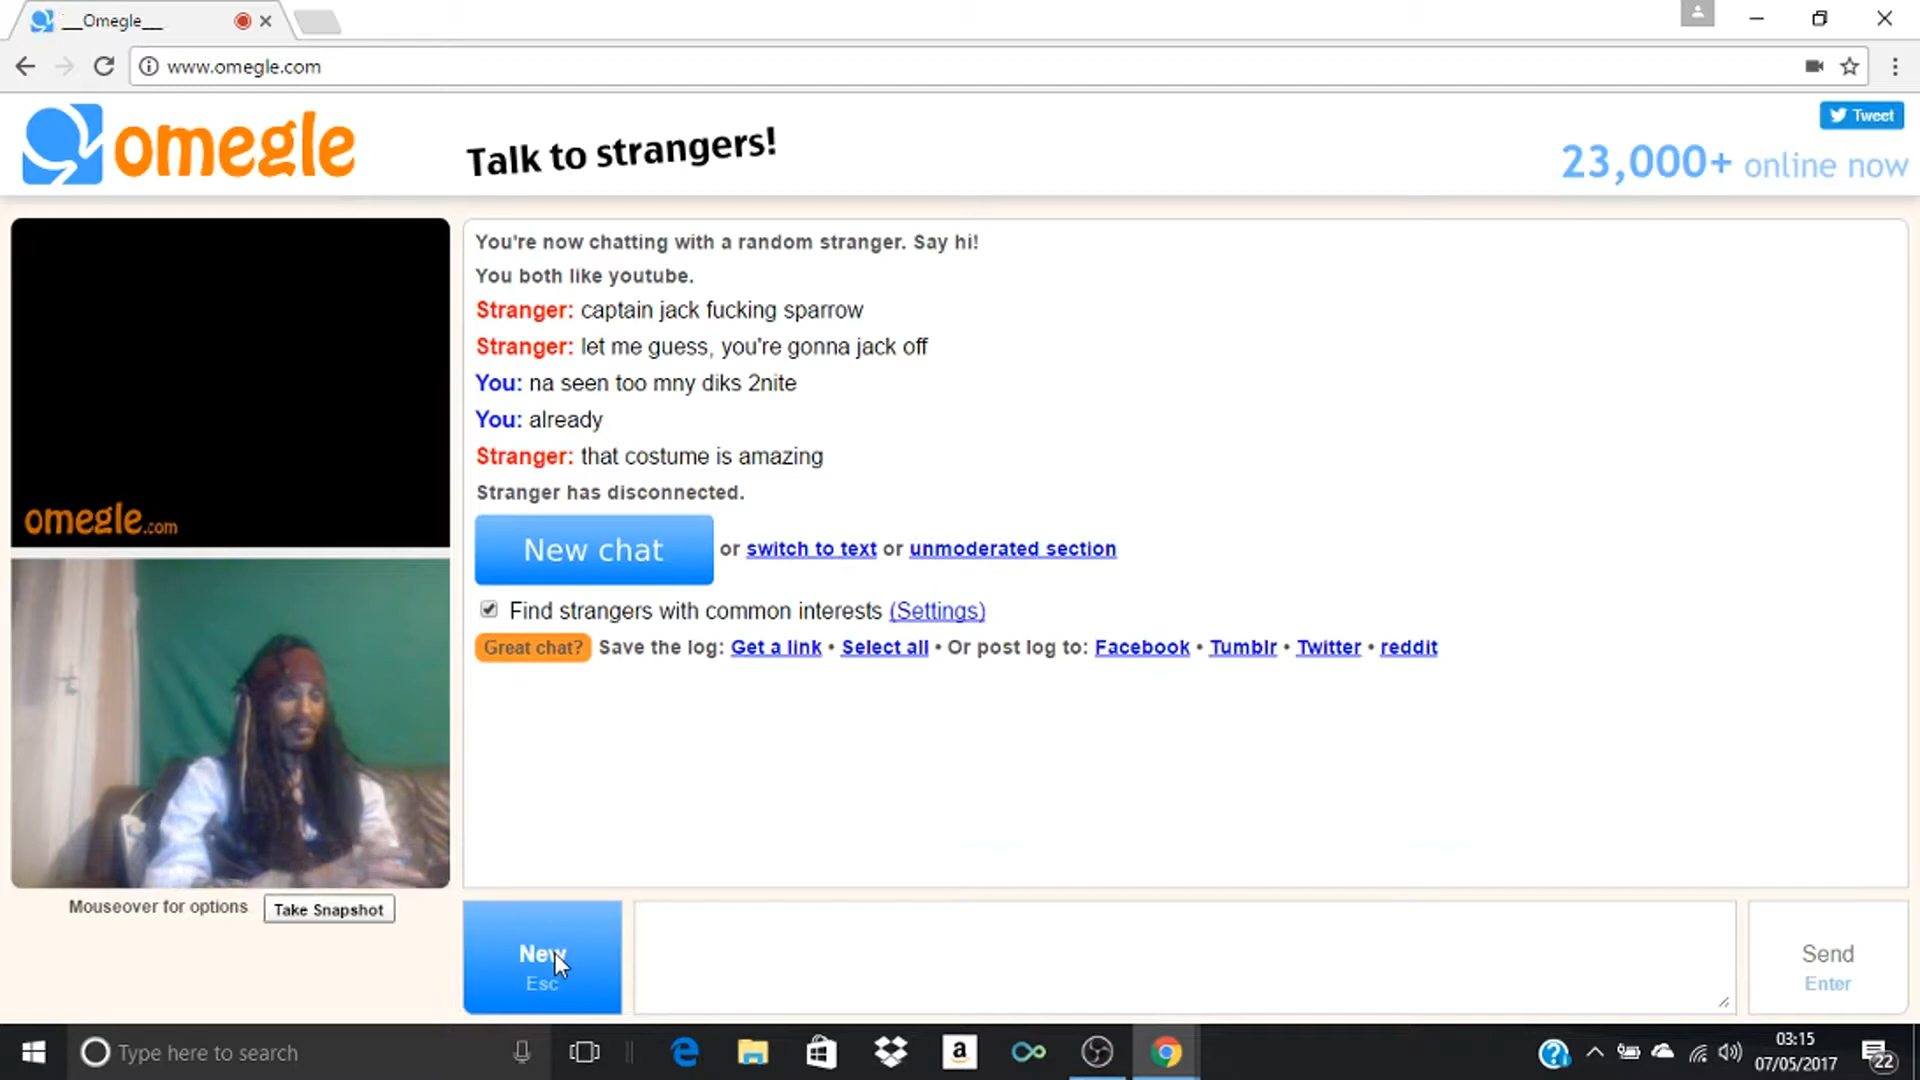 __Omegle__
www.omegle.com
omegle
Talk to strangers!
Tweet
23,000+ online now
You're now chatting with a random stranger. Say hi!
You both like youtube.
Stranger: captain jack fucking sparrow
Stranger: let me guess, you're gonna jack off
You: na seen too mny diks 2nite
You: already
Stranger: that costume is amazing
Stranger has disconnected.
New chat or switch to text or unmoderated section
Find strangers with common interests (Settings)
Great chat? Save the log: Get a link • Select all • Or post log to: Facebook • Tumblr • Twitter • reddit
omegle.com
Mouseover for options Take Snapshot
New
Esc
Send
Enter
Type here to search
a
03:15
07/05/2017
22